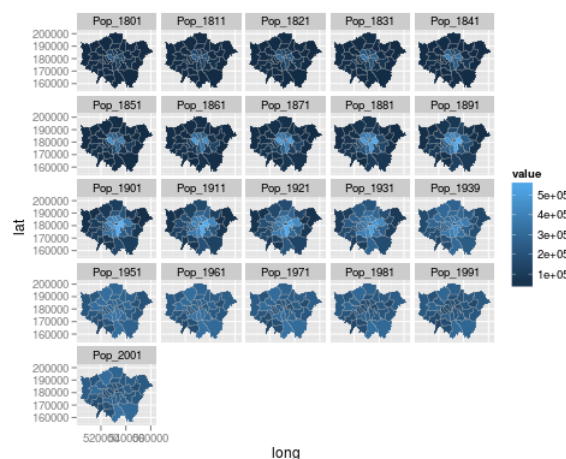 Pop_1801 Pop_1811 Pop_1821 Pop_1831 Pop_1841
200000
190000
180000
170000
160000
Pop_1851 Pop_1861 Pop_1871 Pop_1881 Pop_1891
200000
190000
180000
170000
160000
value
5e+05
4e+05
3e+05
2e+05
1e+05
Pop_1901 Pop_1911 Pop_1921 Pop_1931 Pop_1939
200000
190000
180000
170000
160000
lat
Pop_1951 Pop_1961 Pop_1971 Pop_1981 Pop_1991
200000
190000
180000
170000
160000
Pop_2001
200000
190000
180000
170000
160000
long